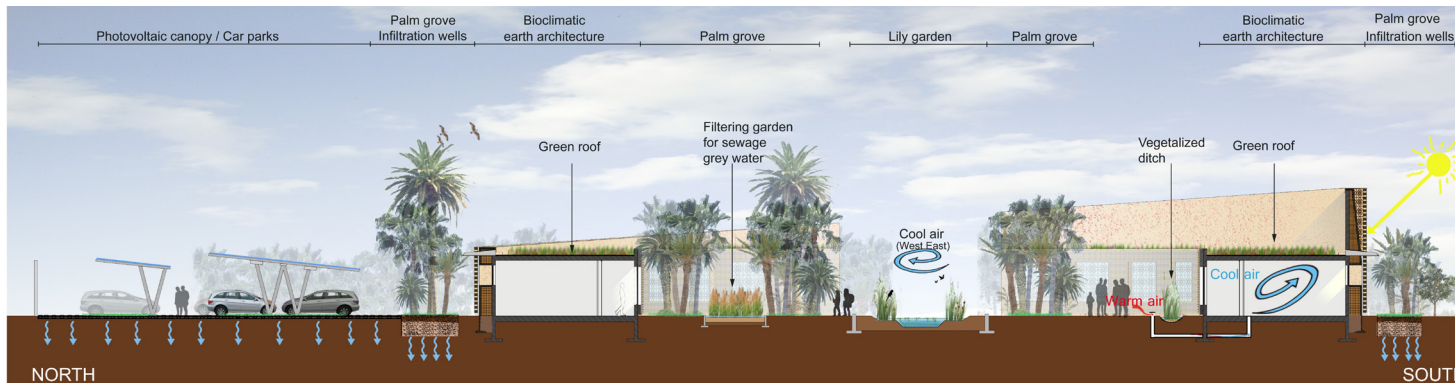 Photovoltaic canopy / Car parks
Palm grove
Infiltration wells
Bioclimatic
earth architecture
Palm grove
Lily garden
Palm grove
Bioclimatic
earth architecture
Palm grove
Infiltration wells
Green roof
Filtering garden
for sewage
grey water
Vegetalized
ditch
Green roof
Cool air
(West East)
Cool air
Warm air
NORTH
SOUTH